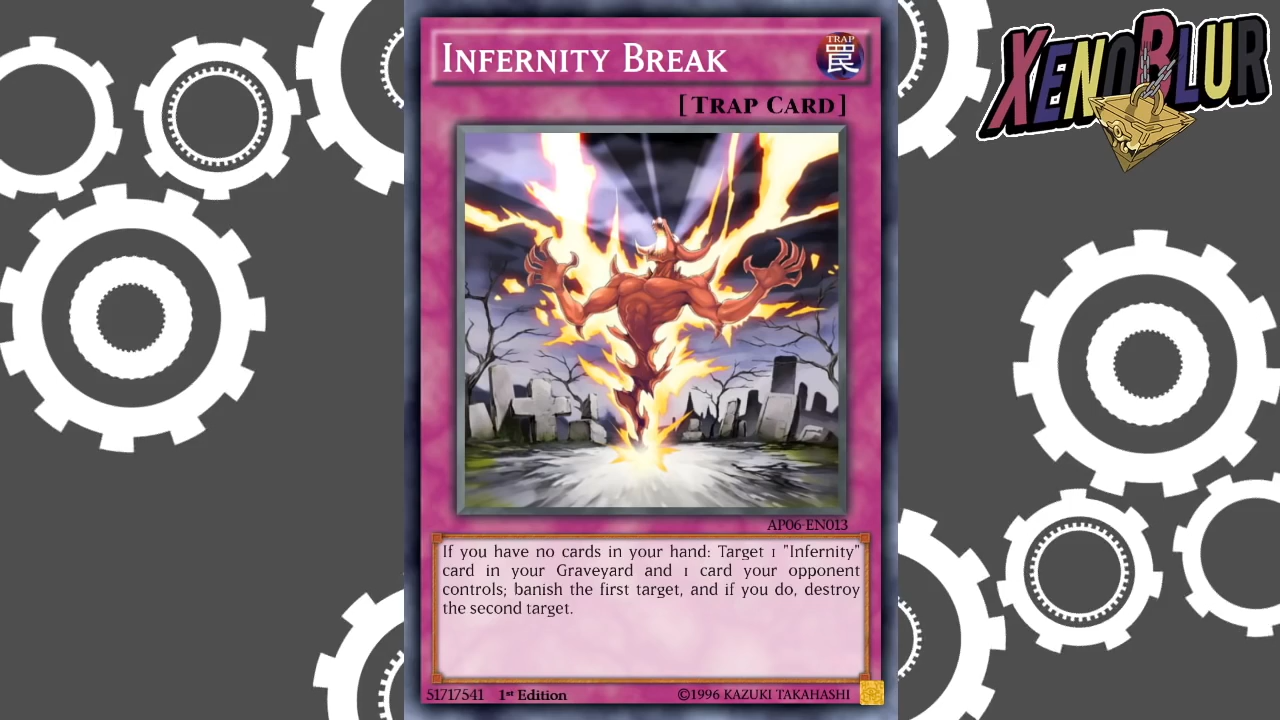 INFERNITY BREAK
TRAP
罠
[TRAP CARD]
XENOBLUR
AP06-EN013
If you have no cards in your hand: Target 1 "Infernity"
card in your Graveyard and 1 card your opponent
controls; banish the first target, and if you do, destroy
the second target.
51717541 1st Edition ©1996 KAZUKI TAKAHASHI